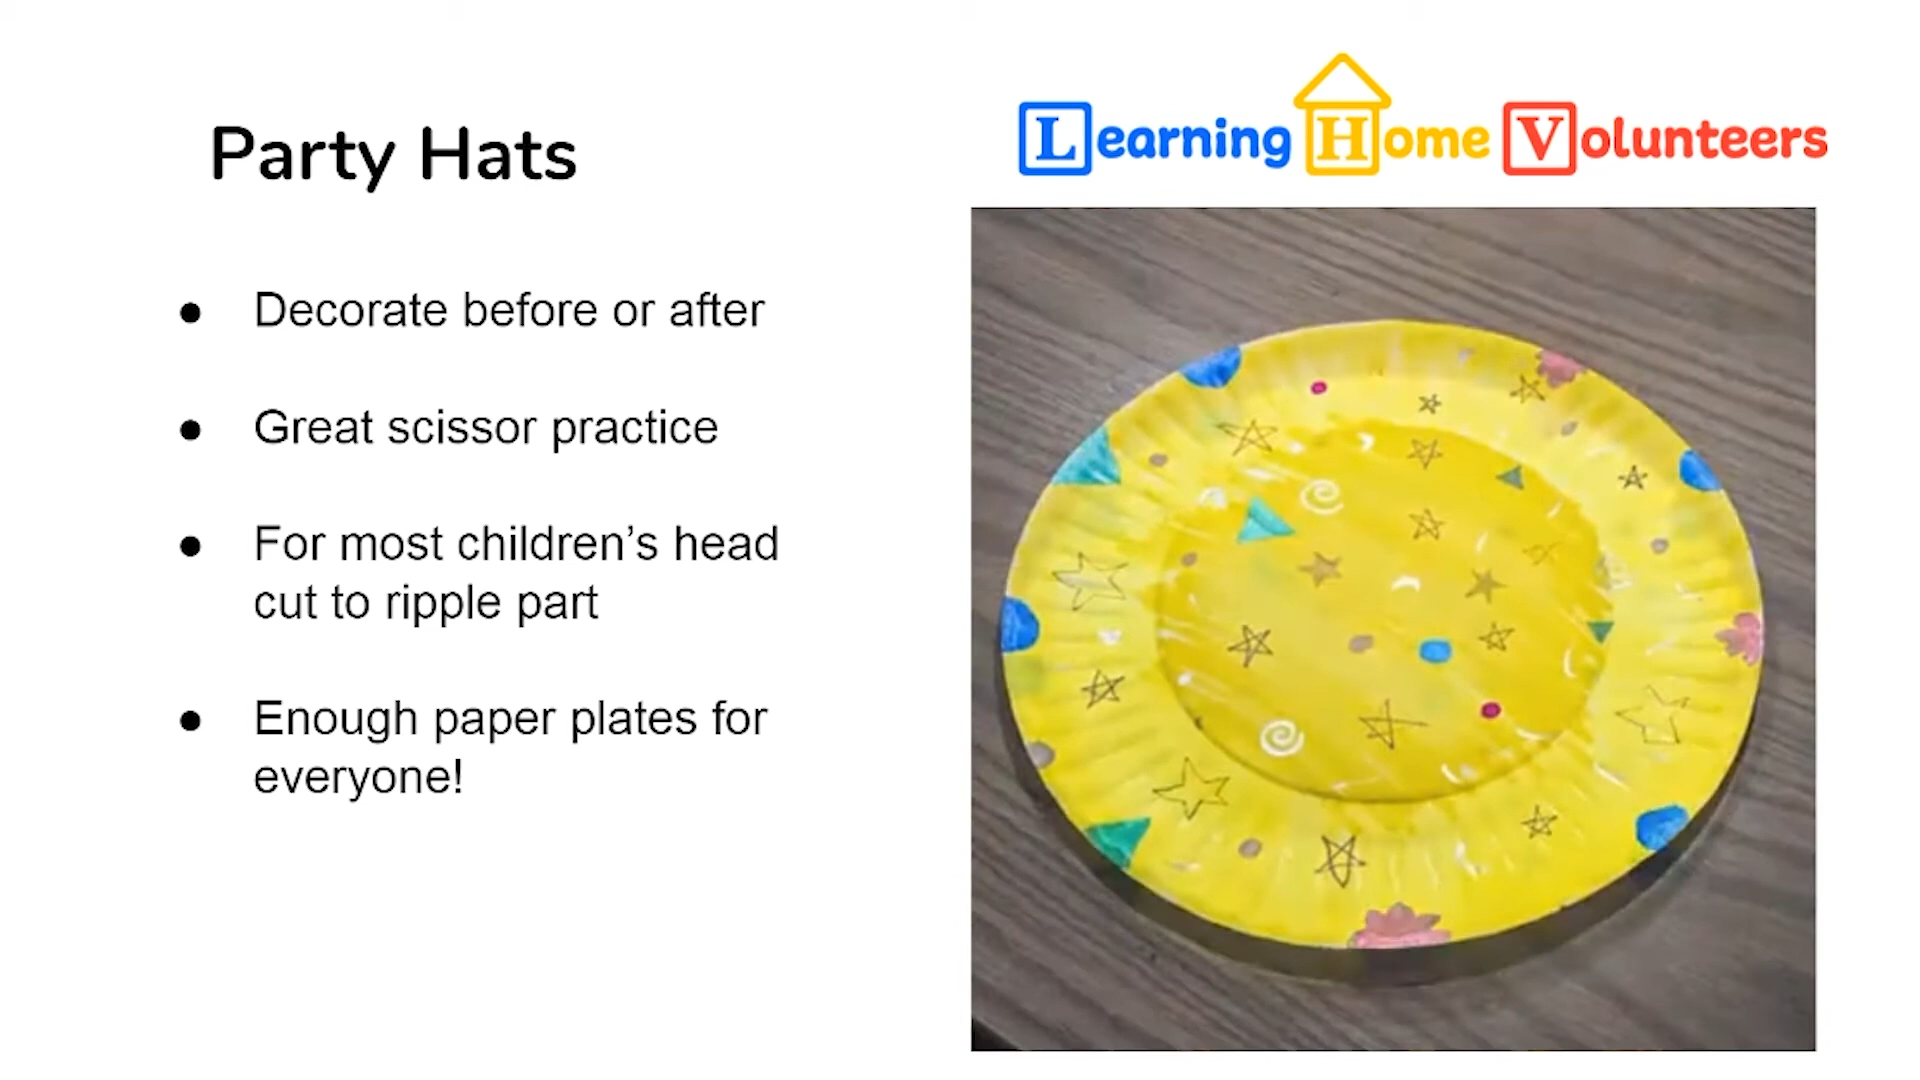 Learning Home Volunteers
Party Hats
● Decorate before or after
● Great scissor practice
● For most children’s head
cut to ripple part
● Enough paper plates for
everyone!